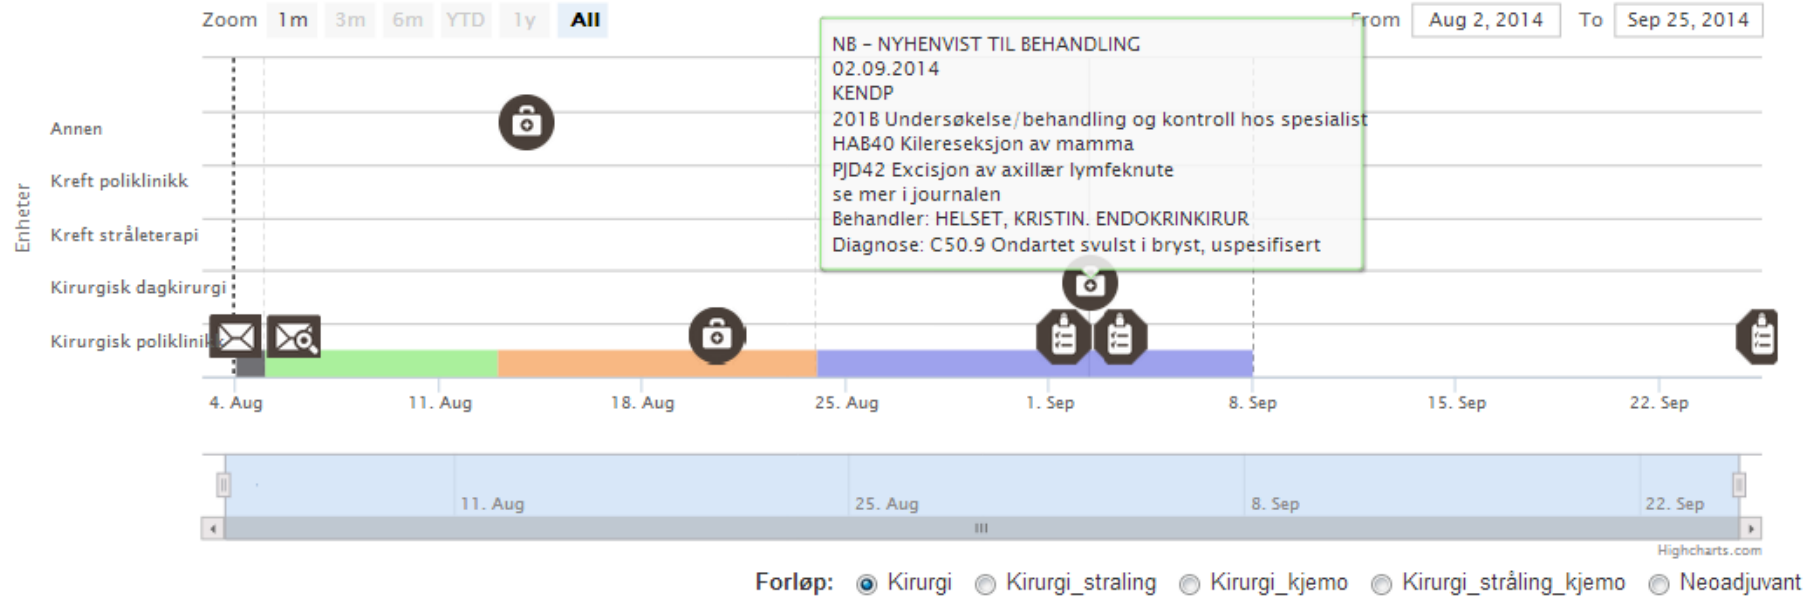 Zoom 1m 3m 6m YTD 1y All From Aug 2, 2014 To Sep 25, 2014
NB – NYHENVIST TIL BEHANDLING
02.09.2014
KENDP
201B Undersøkelse/behandling og kontroll hos spesialist
HAB40 Kilereseksjon av mamma
PJD42 Excisjon av axillær lymfeknute
se mer i journalen
Behandler: HELSET, KRISTIN. ENDOKRINKIRUR
Diagnose: C50.9 Ondartet svulst i bryst, uspesifisert
Enheter
Annen
Kreft poliklinikk
Kreft stråleterapi
Kirurgisk dagkirurgi
Kirurgisk poliklinikk
4. Aug 11. Aug 18. Aug 25. Aug 1. Sep 8. Sep 15. Sep 22. Sep
11. Aug 25. Aug 8. Sep 22. Sep
Highcharts.com
Forløp: Kirurgi Kirurgi_straling Kirurgi_kjemo Kirurgi_stråling_kjemo Neoadjuvant